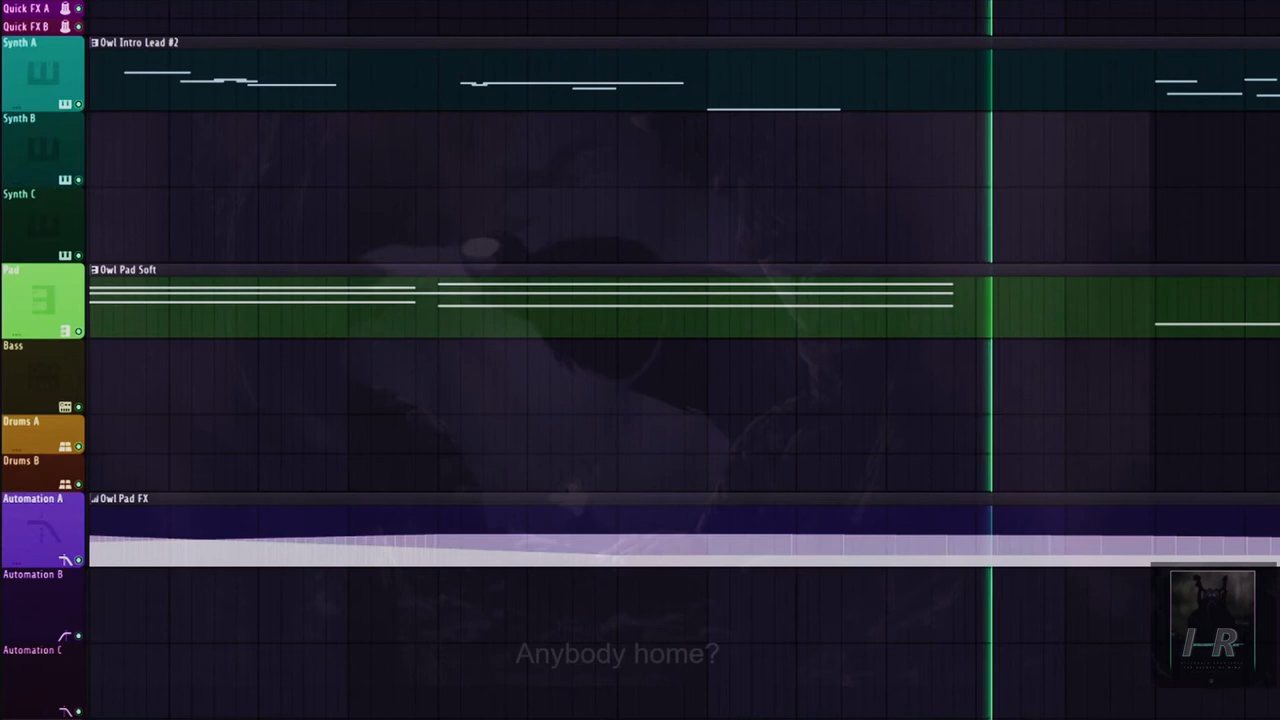 Quick FX A
Quick FX B
Synth A
Owl Intro Lead #2
Synth B
Synth C
Pad
Owl Pad Soft
Bass
Drums A
Drums B
Automation A
Owl Pad FX
Automation B
Automation C
Anybody home?